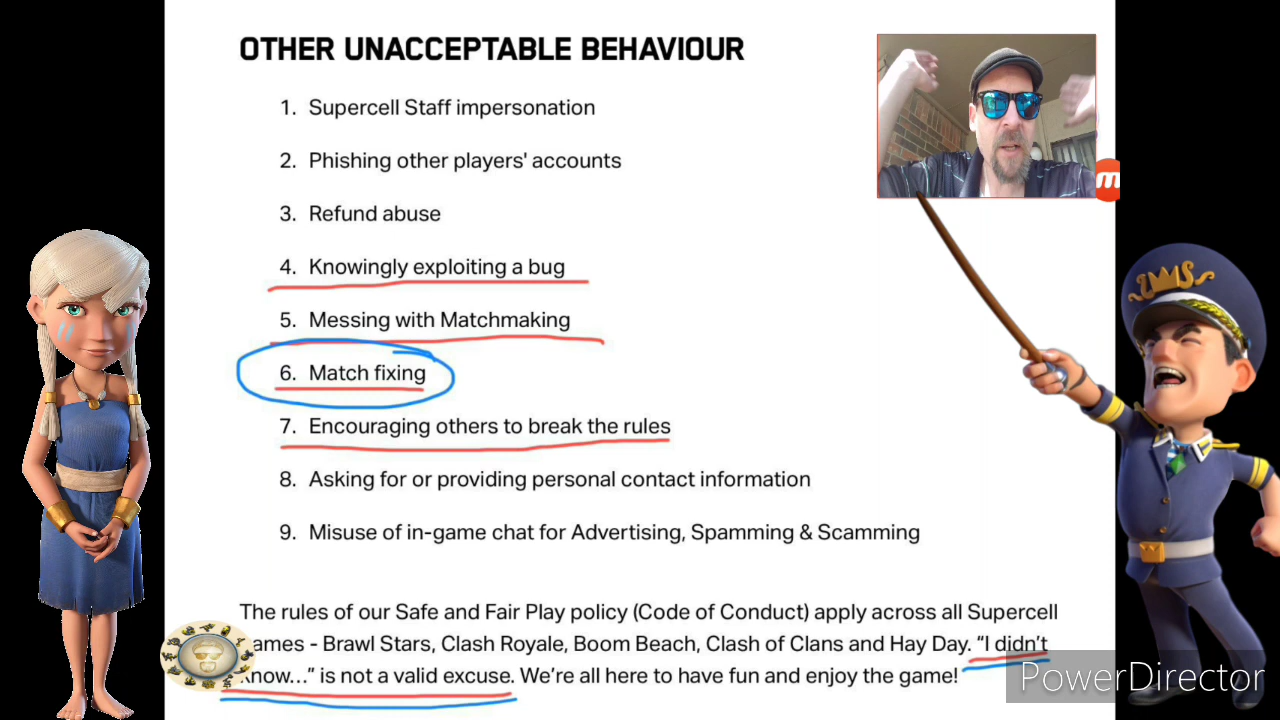 OTHER UNACCEPTABLE BEHAVIOUR
1. Supercell Staff impersonation
2. Phishing other players' accounts
3. Refund abuse
4. Knowingly exploiting a bug
5. Messing with Matchmaking
6. Match fixing
7. Encouraging others to break the rules
8. Asking for or providing personal contact information
9. Misuse of in-game chat for Advertising, Spamming & Scamming
The rules of our Safe and Fair Play policy (Code of Conduct) apply across all Supercell
ames - Brawl Stars, Clash Royale, Boom Beach, Clash of Clans and Hay Day. “I didn’t
know...” is not a valid excuse. We’re all here to have fun and enjoy the game!
PowerDirector